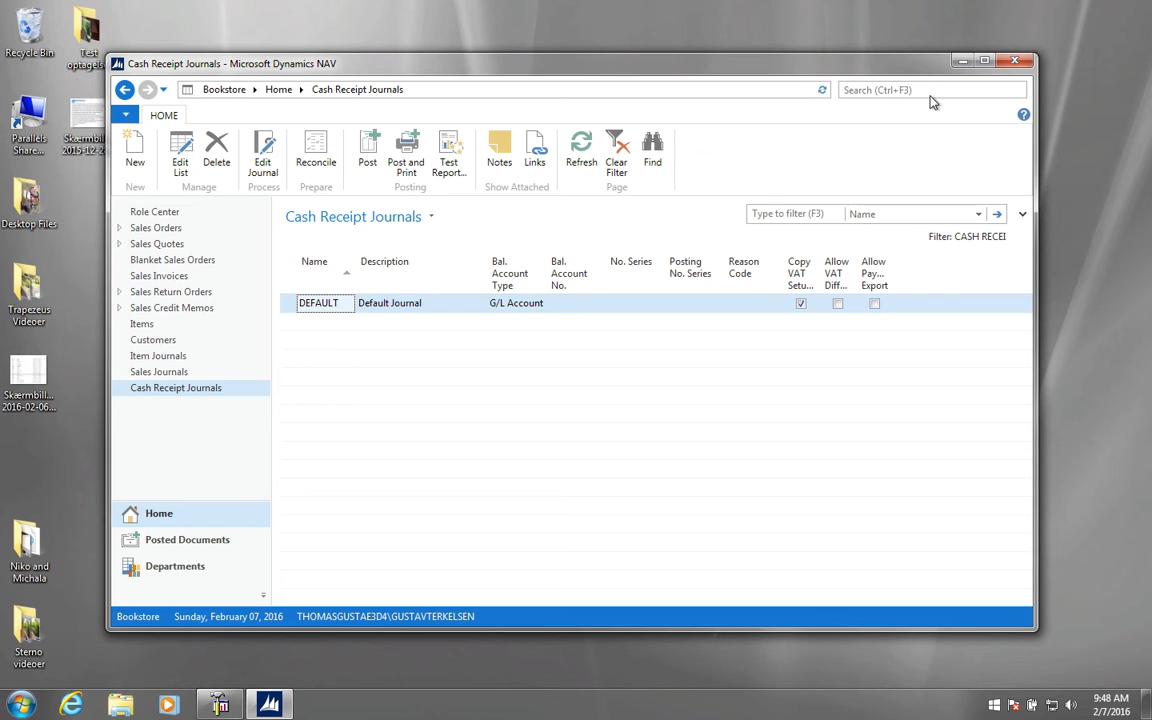 Recycle Bin
Test
optagels...
Parallels
Share...
Skærmbill...
2015-12-2...
Desktop Files
Trapezeus
Videoer
Skærmbill...
2016-02-06...
Niko and
Michala
Sterno
videoer
Cash Receipt Journals - Microsoft Dynamics NAV
Bookstore
Home
Cash Receipt Journals
Search (Ctrl+F3)
HOME
New
Edit
List
Delete
Edit
Journal
Reconcile
Post
Post and
Print
Test
Report...
Notes
Links
Refresh
Clear
Filter
Find
New
Manage
Process
Prepare
Posting
Show Attached
Page
Role Center
Sales Orders
Sales Quotes
Blanket Sales Orders
Sales Invoices
Sales Return Orders
Sales Credit Memos
Items
Customers
Item Journals
Sales Journals
Cash Receipt Journals
Home
Posted Documents
Departments
Cash Receipt Journals
Type to filter (F3)
Name
Filter: CASH RECEI
Name
Description
Bal.
Account
Type
Bal.
Account
No.
No. Series
Posting
No. Series
Reason
Code
Copy
VAT
Setu...
Allow
VAT
Diff...
Allow
Pay...
Export
DEFAULT
Default Journal
G/L Account
Bookstore
Sunday, February 07, 2016
THOMASGUSTAE3D4\GUSTAVTERKELSEN
9:48 AM
2/7/2016